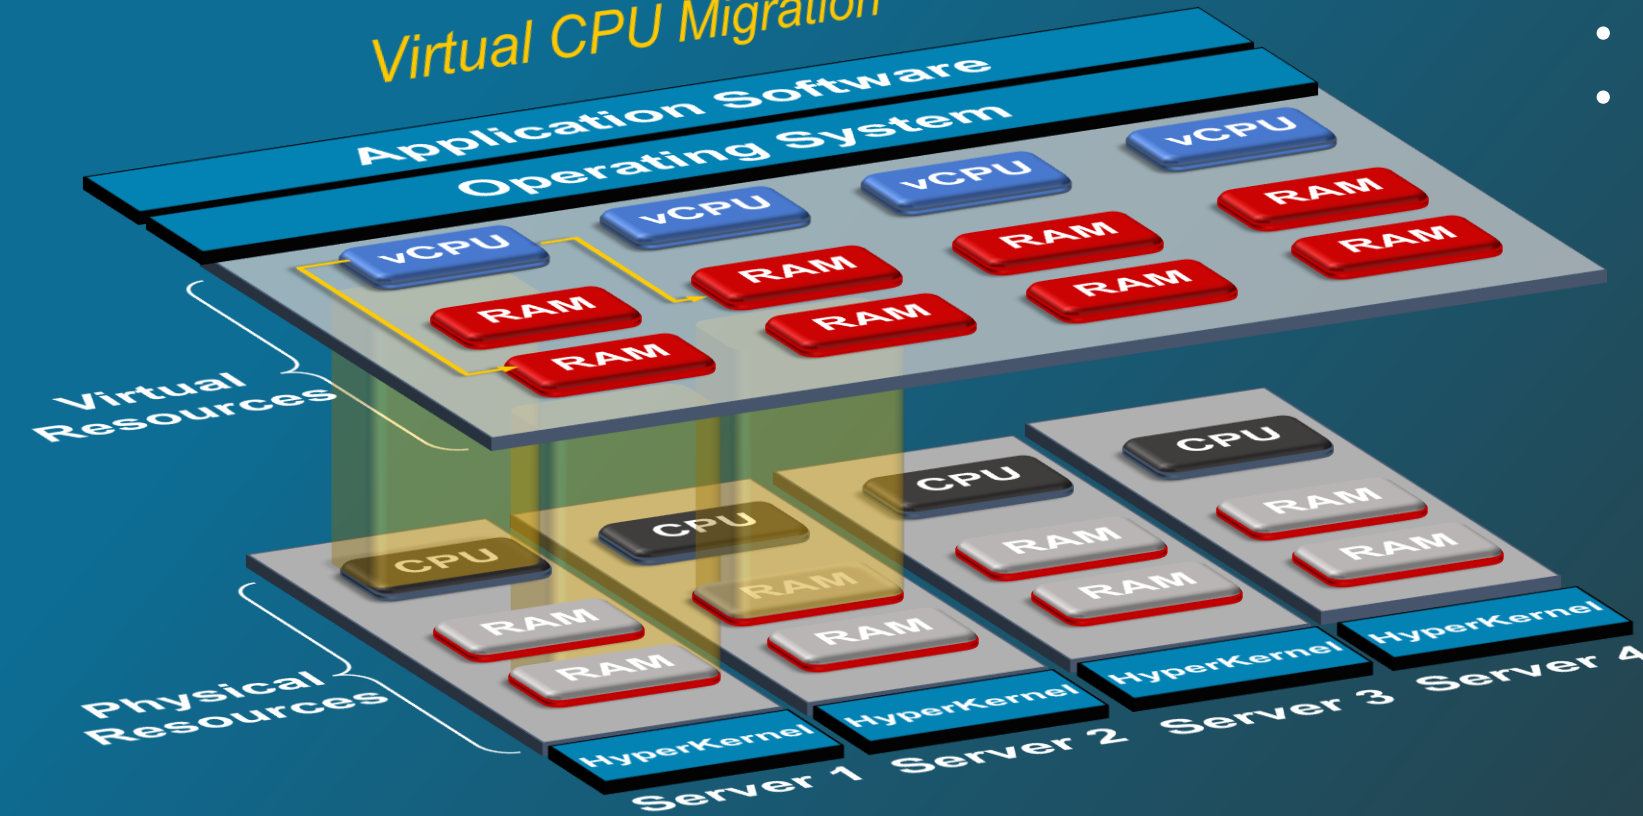 Virtual CPU Migration
Application Software
Operating System
vCPU
vCPU
vCPU
vCPU
RAM
RAM
RAM
RAM
RAM
RAM
RAM
RAM
Virtual
Resources
CPU
CPU
CPU
CPU
RAM
RAM
RAM
RAM
RAM
RAM
RAM
RAM
Physical
Resources
HyperKernel
HyperKernel
HyperKernel
HyperKernel
Server 1
Server 2
Server 3
Server 4